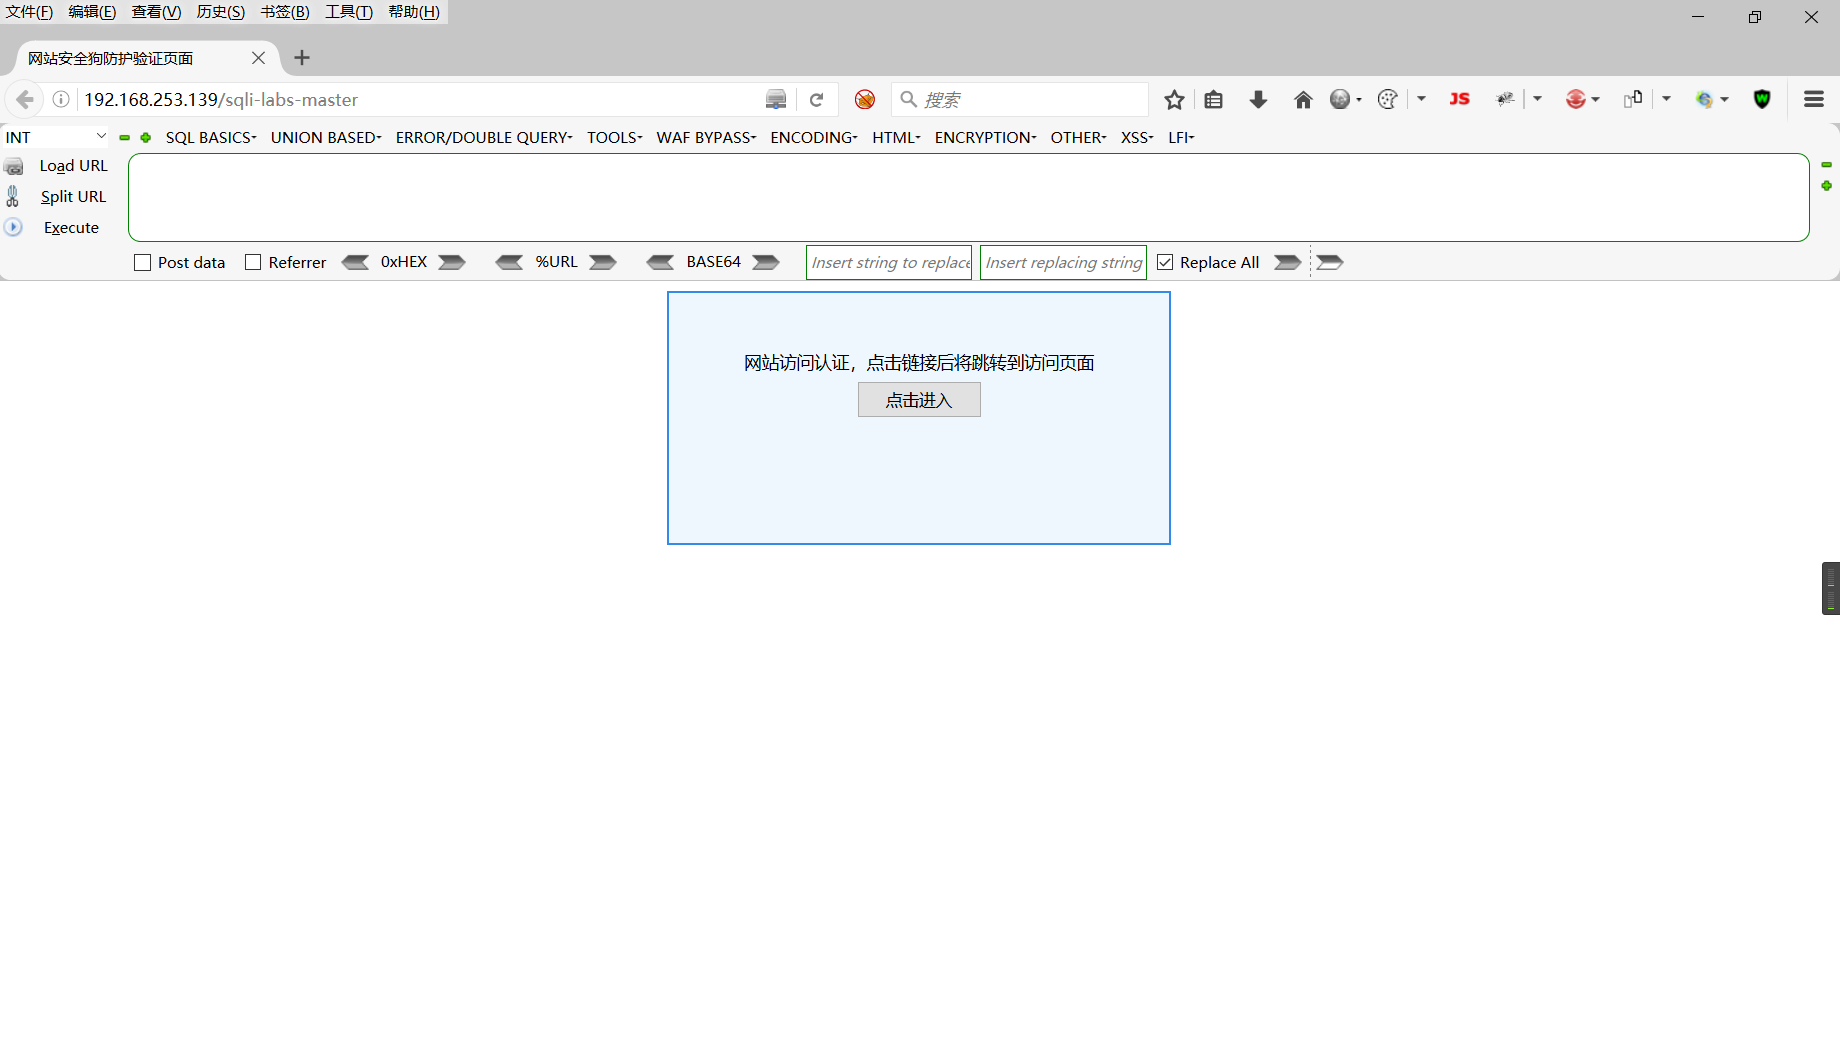 文件(F) 编辑(E) 查看(V) 历史(S) 书签(B) 工具(T) 帮助(H)
网站安全狗防护验证页面
192.168.253.139/sqli-labs-master
搜索
JS
W
INT
SQL BASICS UNION BASED ERROR/DOUBLE QUERY TOOLS WAF BYPASS ENCODING HTML ENCRYPTION OTHER XSS LFI
Load URL
Split URL
Execute
Post data Referrer 0xHEX %URL BASE64 Insert string to replace Insert replacing string Replace All
网站访问认证，点击链接后将跳转到访问页面
点击进入